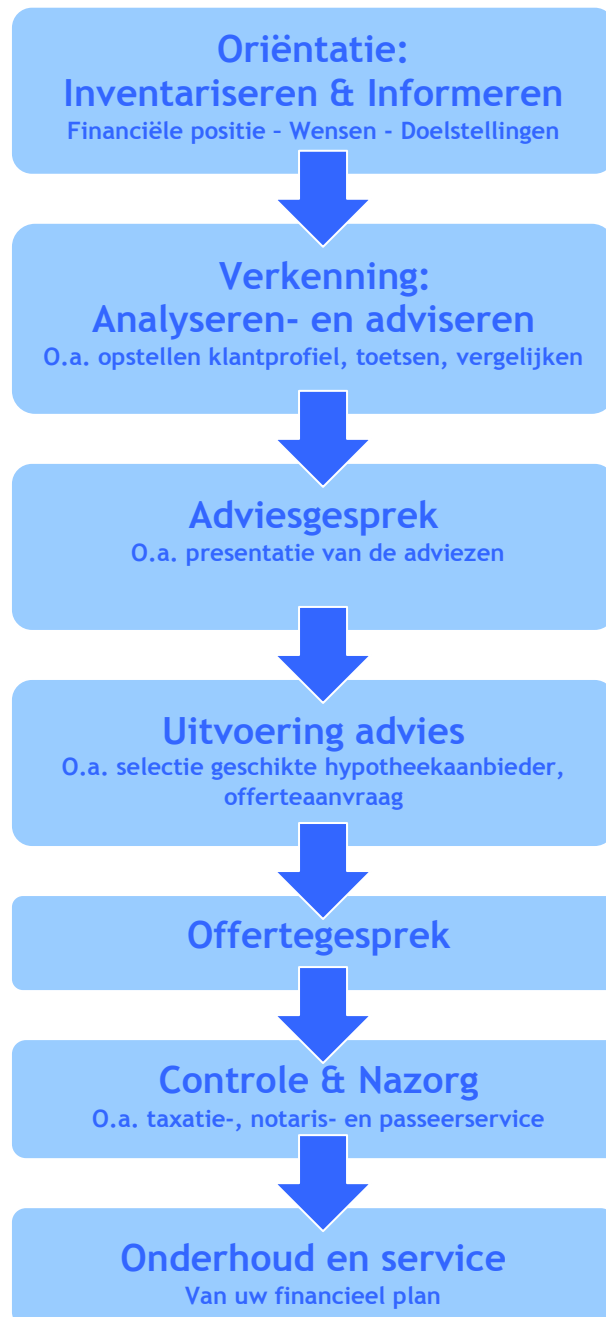 Oriëntatie:
Inventariseren & Informeren
Financiële positie – Wensen - Doelstellingen
Verkenning:
Analyseren- en adviseren
O.a. opstellen klantprofiel, toetsen, vergelijken
Adviesgesprek
O.a. presentatie van de adviezen
Uitvoering advies
O.a. selectie geschikte hypotheekaanbieder,
offerteaanvraag
Offertegesprek
Controle & Nazorg
O.a. taxatie-, notaris- en passeerservice
Onderhoud en service
Van uw financieel plan